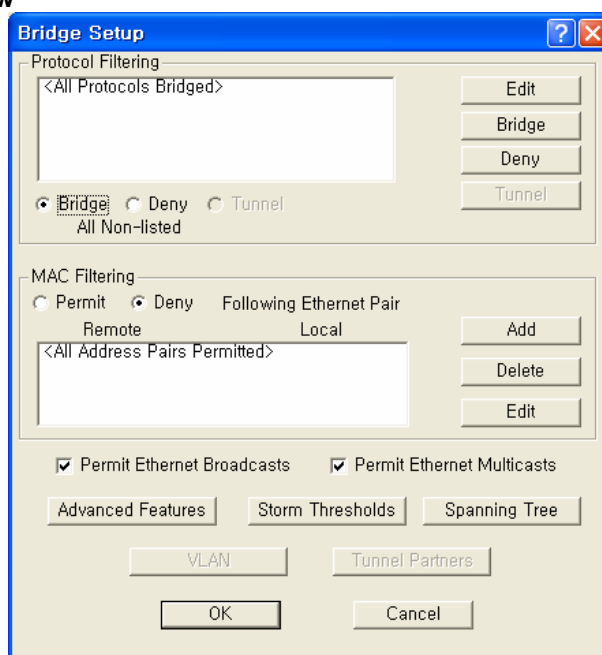 Bridge Setup
Protocol Filtering
<All Protocols Bridged>
Edit
Bridge
Deny
Tunnel
Bridge Deny Tunnel
All Non-listed
MAC Filtering
Permit Deny Following Ethernet Pair
Remote Local
<All Address Pairs Permitted>
Add
Delete
Edit
Permit Ethernet Broadcasts Permit Ethernet Multicasts
Advanced Features Storm Thresholds Spanning Tree
VLAN Tunnel Partners
OK Cancel